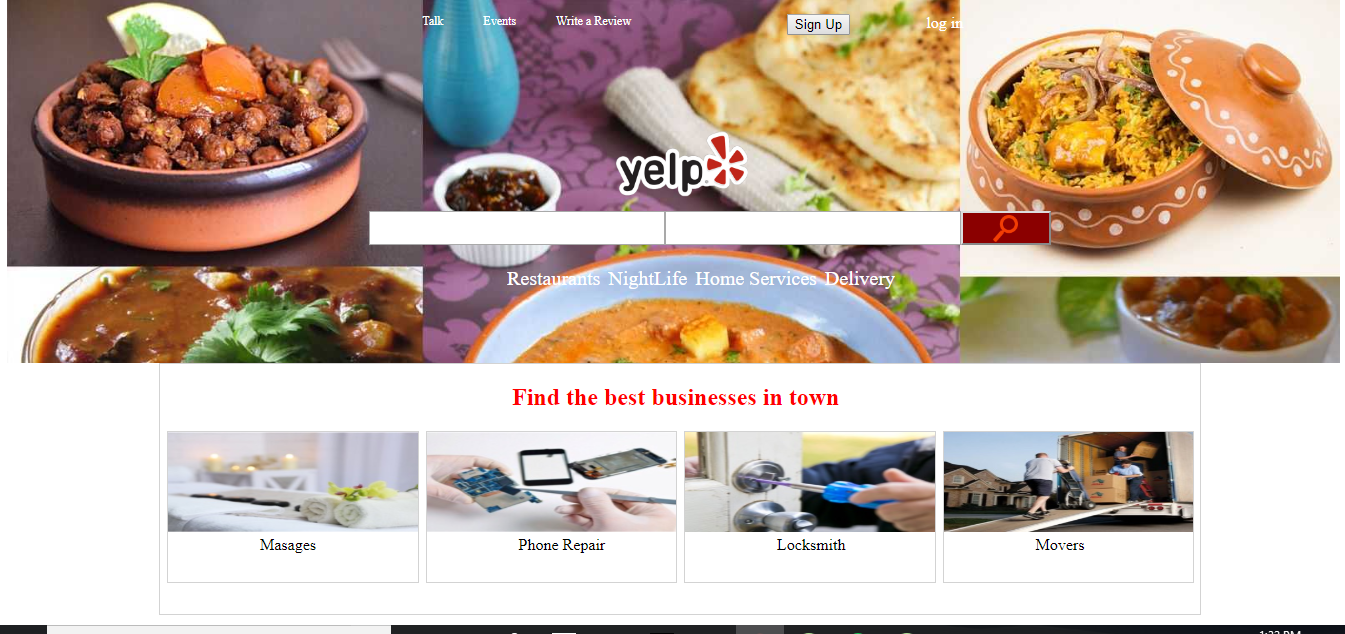 Talk Events Write a Review Sign Up log in
yelp
Restaurants NightLife Home Services Delivery
Find the best businesses in town
Masages Phone Repair Locksmith Movers